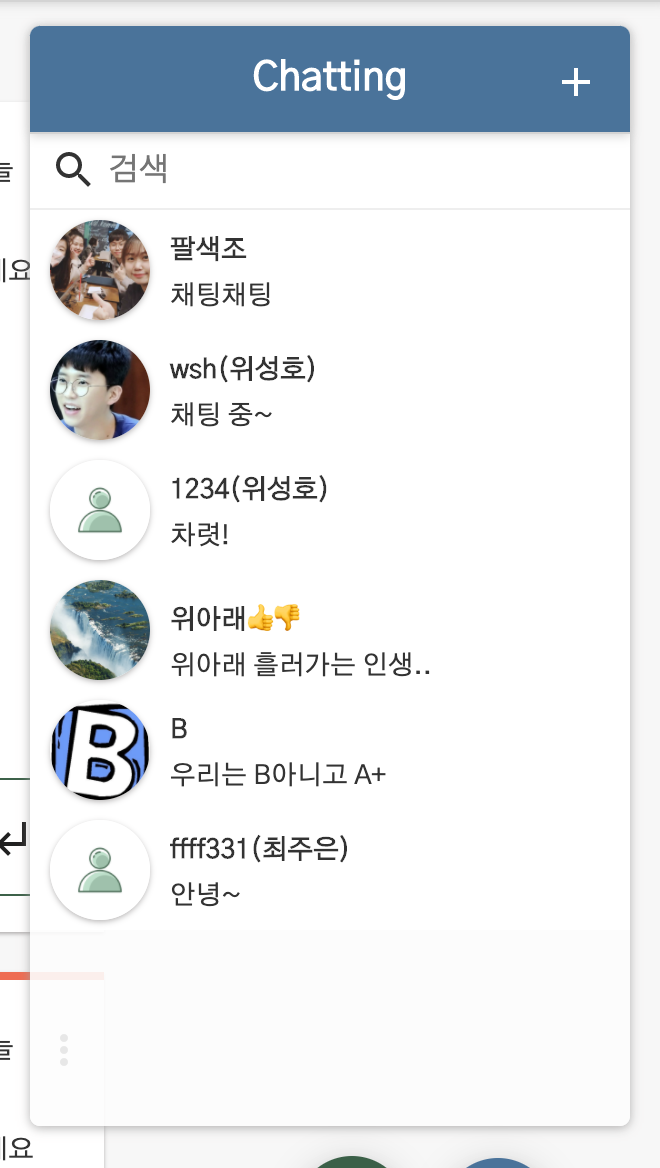 Chatting
검색
팔색조
채팅채팅
wsh(위성호)
채팅 중~
1234(위성호)
차렷!
위아래👍👎
위아래 흘러가는 인생..
B
B
우리는 B아니고 A+
ffff331(최주은)
안녕~